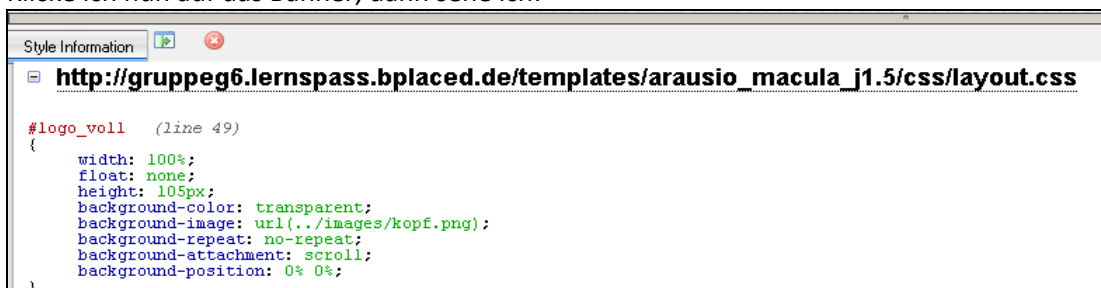 Klicke ich nun auf das Banner, dann sehe ich:
Style Information
http://gruppeg6.lernspass.bplaced.de/templates/arausio_macula_j1.5/css/layout.css
#logo_voll (line 49)
{
width: 100%;
float: none;
height: 105px;
background-color: transparent;
background-image: url(../images/kopf.png);
background-repeat: no-repeat;
background-attachment: scroll;
background-position: 0% 0%;
}